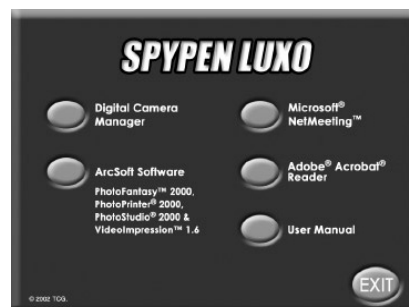 SPYPEN LUXO
Digital Camera
Manager
Microsoft®
NetMeeting™
ArcSoft Software
PhotoFantasy™ 2000,
PhotoPrinter® 2000,
PhotoStudio® 2000 &
VideoImpression™ 1.6
Adobe® Acrobat®
Reader
User Manual
EXIT
© 2002 TCG.